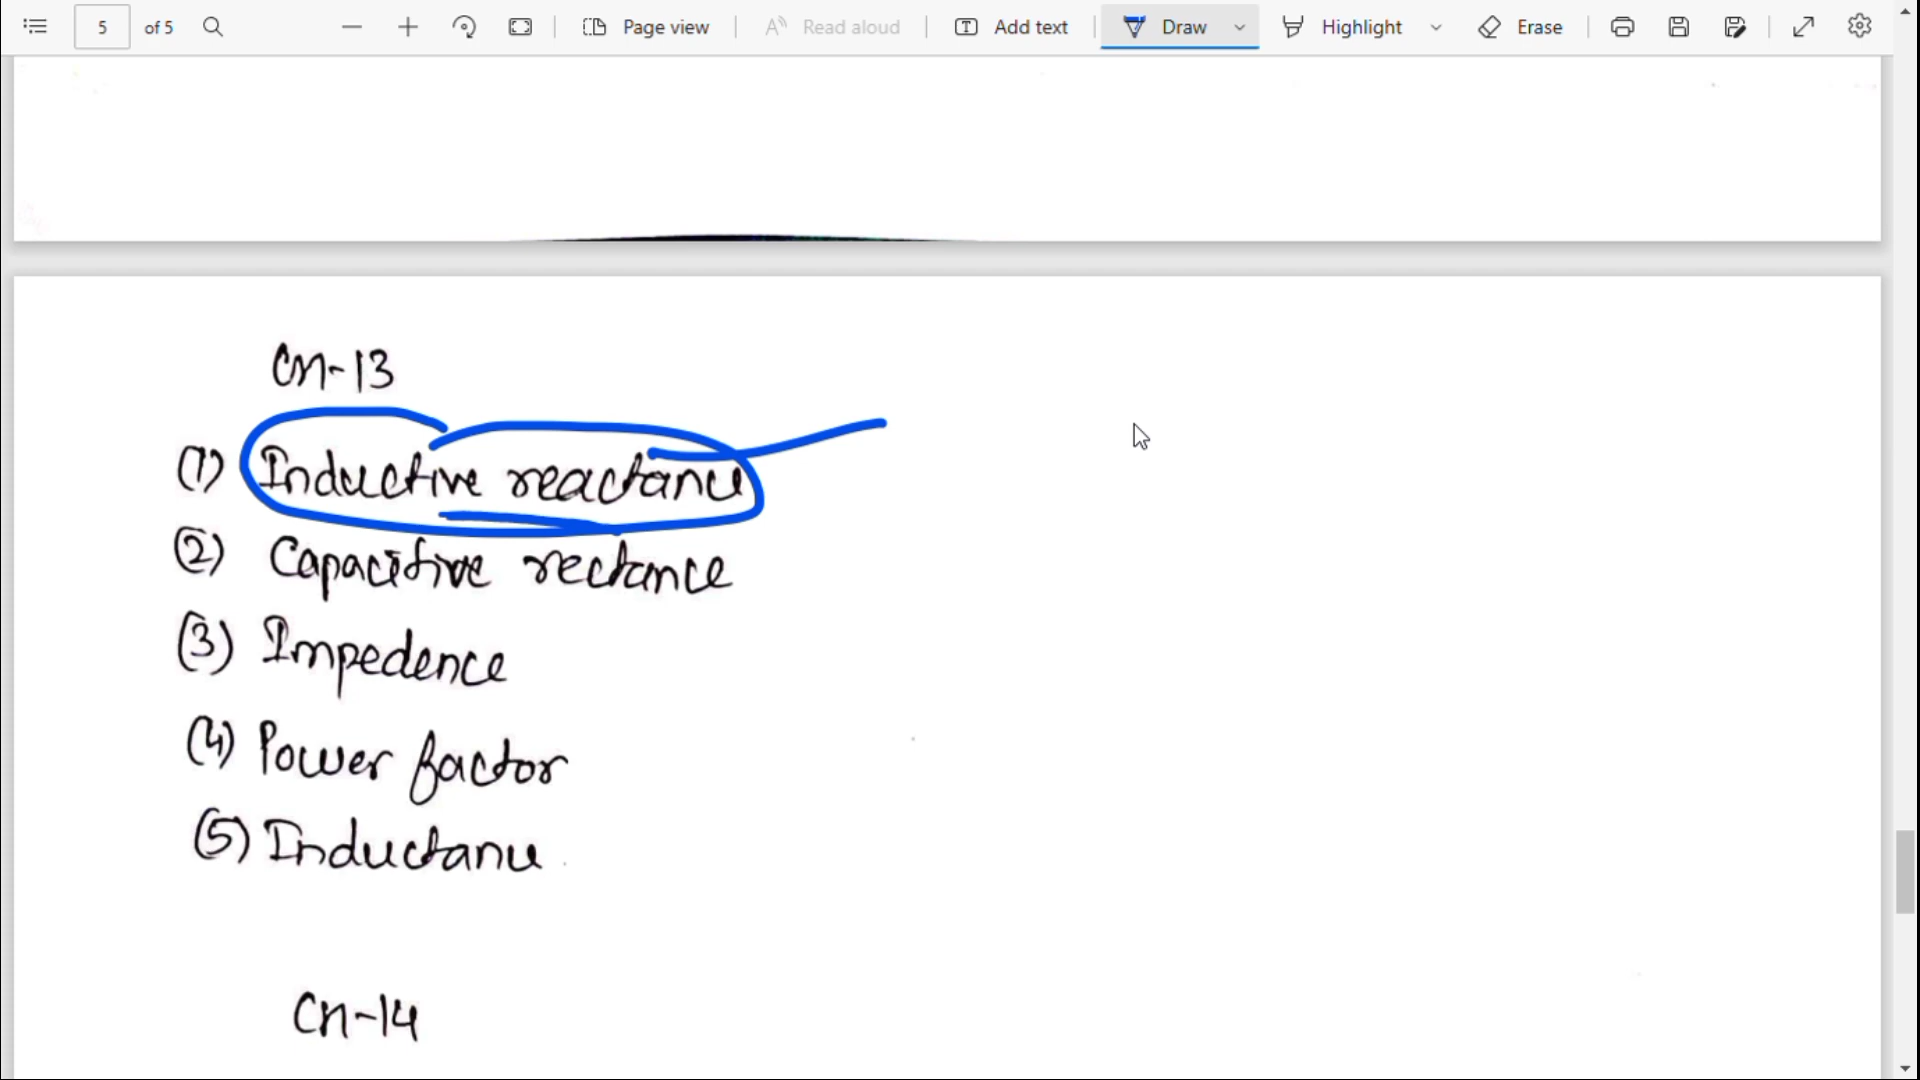 5 of 5 Page view Read aloud Add text Draw Highlight Erase
Ch-13
(1) Inductive reactance
(2) Capacitive rectance
(3) Impedence
(4) Power factor
(5) Inductance
Ch-14